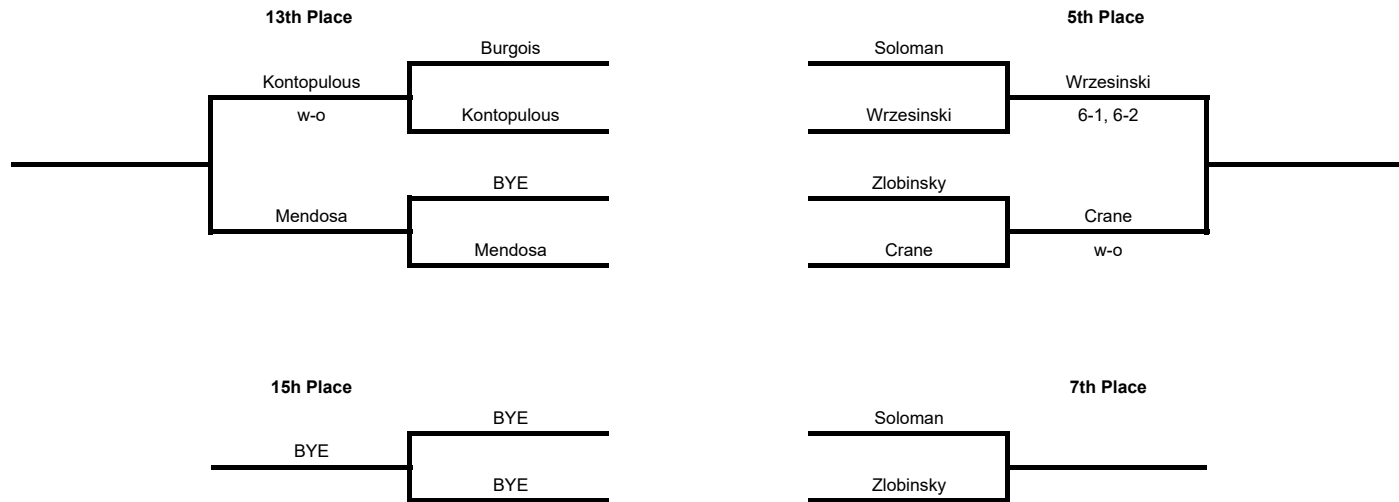 13th Place
5th Place
Burgois
Soloman
Kontopulous
Wrzesinski
w-o
Kontopulous
Wrzesinski
6-1, 6-2
BYE
Zlobinsky
Mendosa
Crane
Mendosa
Crane
w-o
15h Place
7th Place
BYE
Soloman
BYE
BYE
Zlobinsky